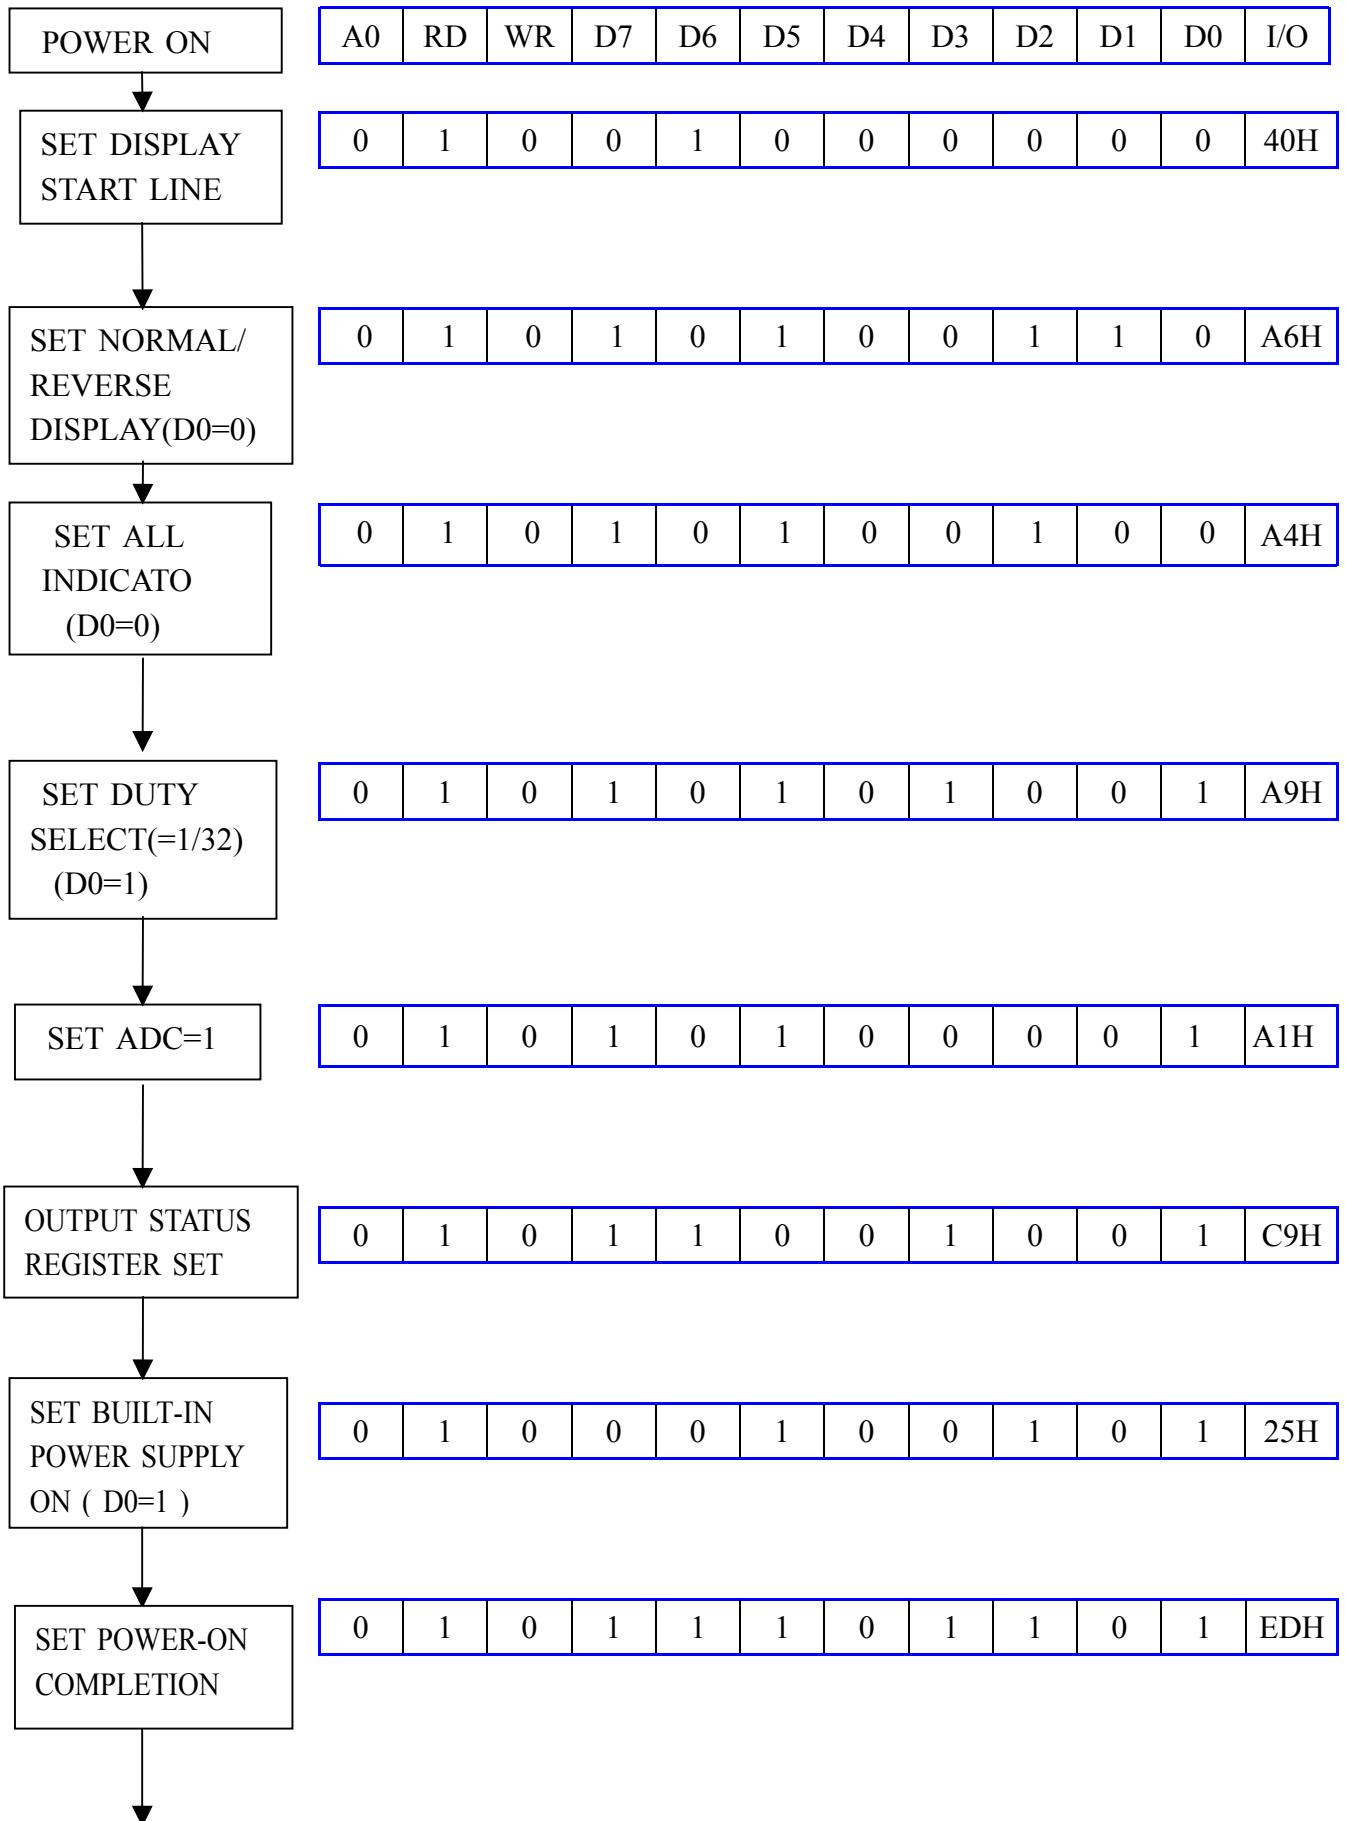 POWER ON
A0 RD WR D7 D6 D5 D4 D3 D2 D1 D0 I/O
SET DISPLAY
START LINE
0 1 0 0 1 0 0 0 0 0 0 40H
SET NORMAL/
REVERSE
DISPLAY(D0=0)
0 1 0 1 0 1 0 0 1 1 0 A6H
SET ALL
INDICATO
(D0=0)
0 1 0 1 0 1 0 0 1 0 0 A4H
SET DUTY
SELECT(=1/32)
(D0=1)
0 1 0 1 0 1 0 1 0 0 1 A9H
SET ADC=1
0 1 0 1 0 1 0 0 0 0 1 A1H
OUTPUT STATUS
REGISTER SET
0 1 0 1 1 0 0 1 0 0 1 C9H
SET BUILT-IN
POWER SUPPLY
ON ( D0=1 )
0 1 0 0 0 1 0 0 1 0 1 25H
SET POWER-ON
COMPLETION
0 1 0 1 1 1 0 1 1 0 1 EDH